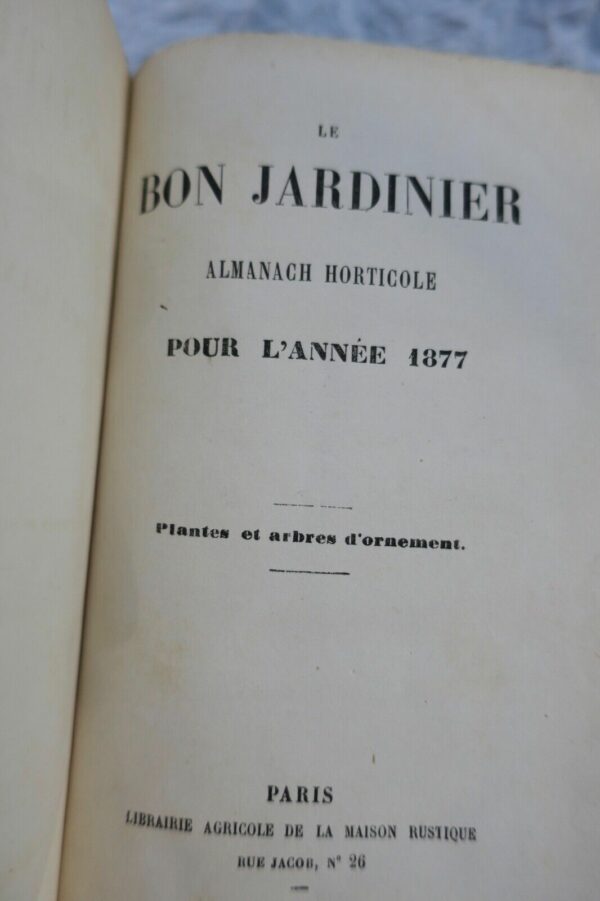 LE
BON JARDINIER
ALMANACH HORTICOLE
POUR L'ANNÉE 1877
Plantes et arbres d'ornement.
PARIS
LIBRAIRIE AGRICOLE DE LA MAISON RUSTIQUE
RUE JACOB, N° 26